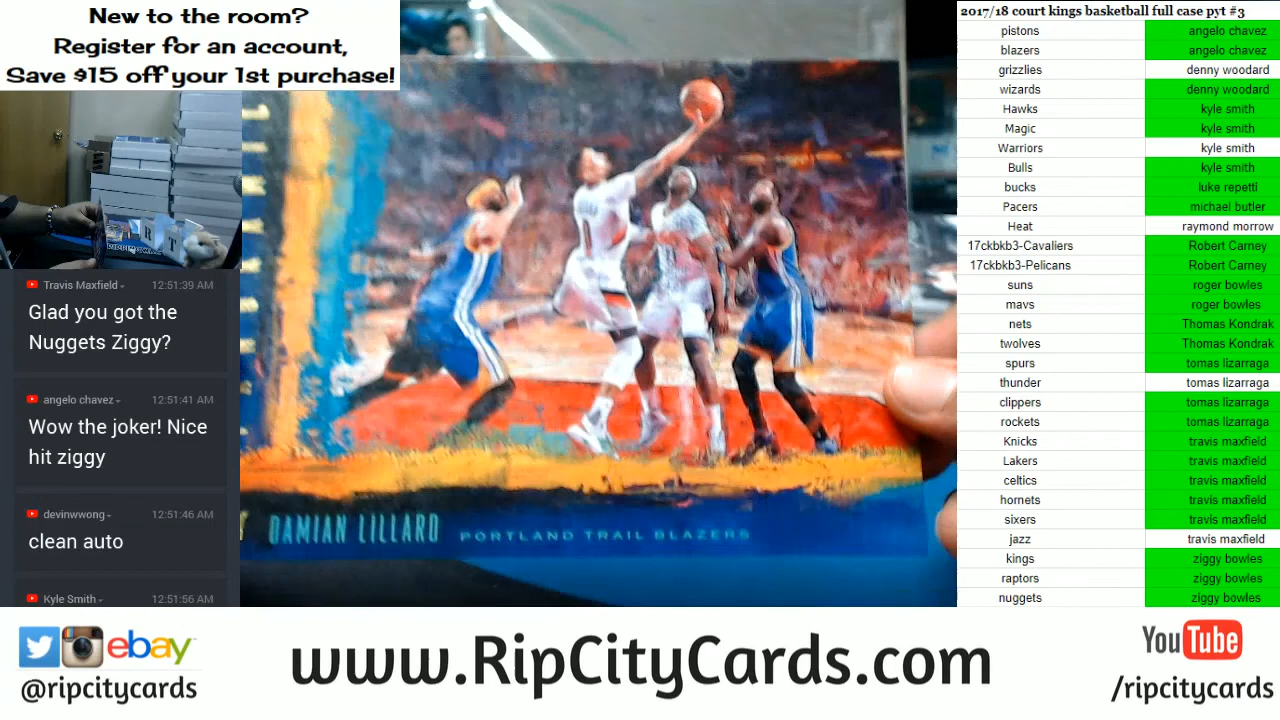 New to the room?
Register for an account,
Save $15 off your 1st purchase!
Travis Maxfield
12:51:39 AM
Glad you got the
Nuggets Ziggy?
angelo chavez
12:51:41 AM
Wow the joker! Nice
hit ziggy
devinwwong
12:51:46 AM
clean auto
Kyle Smith
12:51:56 AM
DAMIAN LILLARD
PORTLAND TRAIL BLAZERS
2017/18 court kings basketball full case pyt #3
pistons angelo chavez
blazers angelo chavez
grizzlies denny woodard
wizards denny woodard
Hawks kyle smith
Magic kyle smith
Warriors kyle smith
Bulls kyle smith
bucks luke repetti
Pacers michael butler
Heat raymond morrow
17ckbkb3-Cavaliers Robert Carney
17ckbkb3-Pelicans Robert Carney
suns roger bowles
mavs roger bowles
nets Thomas Kondrak
twolves Thomas Kondrak
spurs tomas lizarraga
thunder tomas lizarraga
clippers tomas lizarraga
rockets tomas lizarraga
Knicks travis maxfield
Lakers travis maxfield
celtics travis maxfield
hornets travis maxfield
sixers travis maxfield
jazz travis maxfield
kings ziggy bowles
raptors ziggy bowles
nuggets ziggy bowles
ebay
@ripcitycards
www.RipCityCards.com
YouTube
/ripcitycards